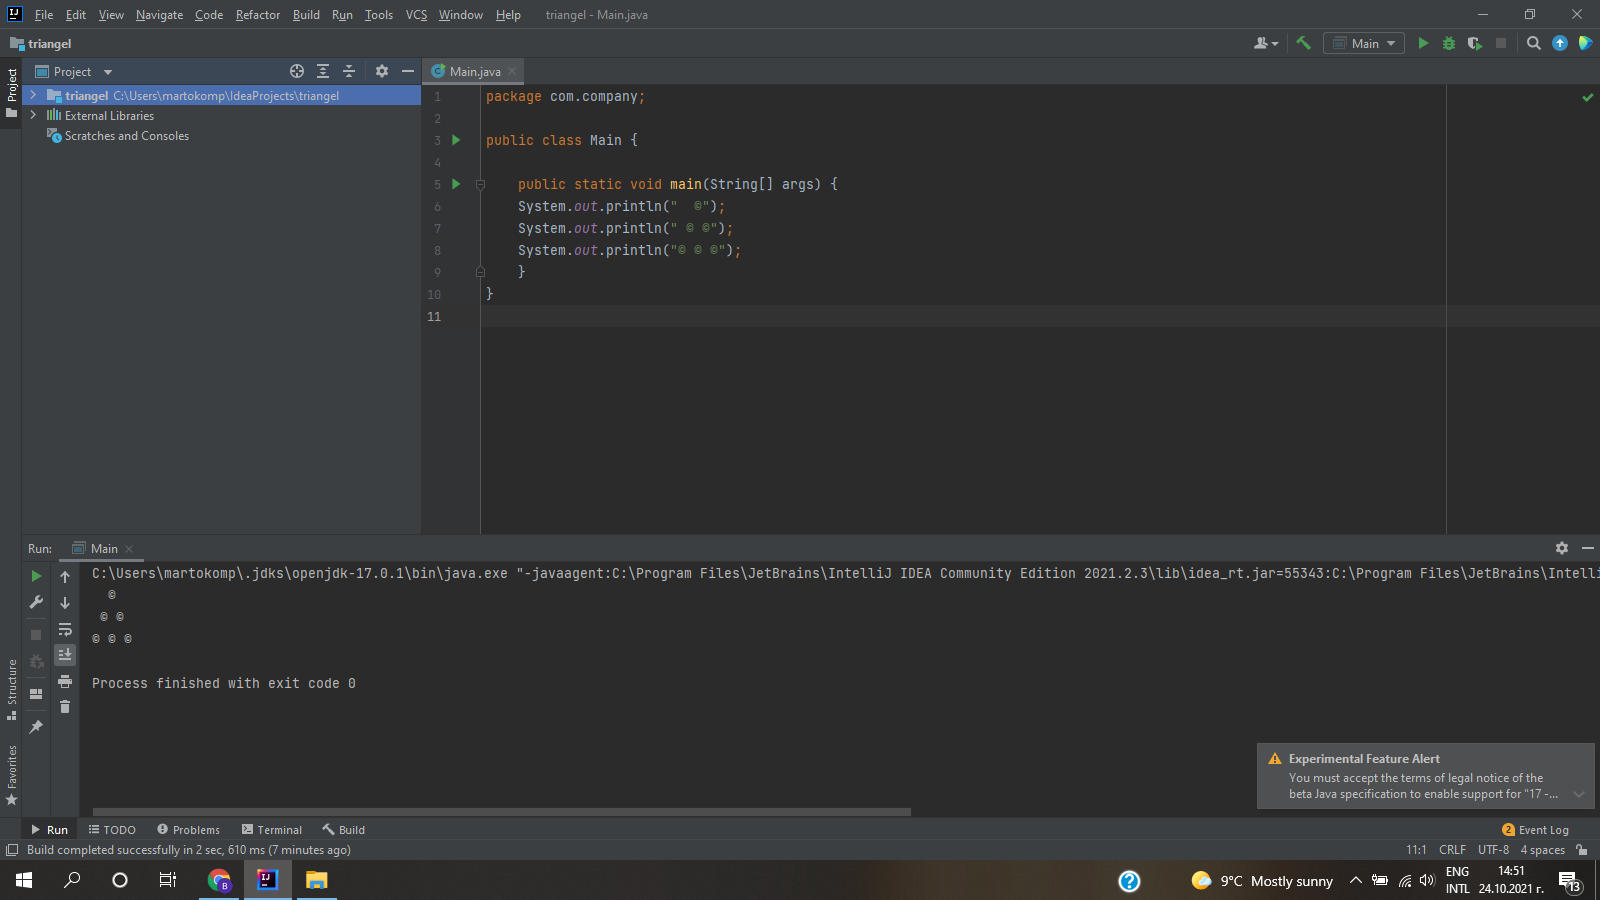 File Edit View Navigate Code Refactor Build Run Tools VCS Window Help triangel - Main.java
triangel
Main
Project
Project
Main.java
triangel C:\Users\martokomp\IdeaProjects\triangel
External Libraries
Scratches and Consoles
1 package com.company;
2
3 public class Main {
4
5     public static void main(String[] args) {
6     System.out.println("  ©");
7     System.out.println(" © ©");
8     System.out.println("© © ©");
9     }
10 }
11
Structure
Favorites
Run: Main
C:\Users\martokomp\.jdks\openjdk-17.0.1\bin\java.exe "-javaagent:C:\Program Files\JetBrains\IntelliJ IDEA Community Edition 2021.2.3\lib\idea_rt.jar=55343:C:\Program Files\JetBrains\Intelli
  ©
 © ©
© © ©
Process finished with exit code 0
Experimental Feature Alert
You must accept the terms of legal notice of the
beta Java specification to enable support for "17 -...
Run TODO Problems Terminal Build 2 Event Log
Build completed successfully in 2 sec, 610 ms (7 minutes ago) 11:1 CRLF UTF-8 4 spaces
B
9°C Mostly sunny
ENG
INTL
14:51
24.10.2021 г.
13